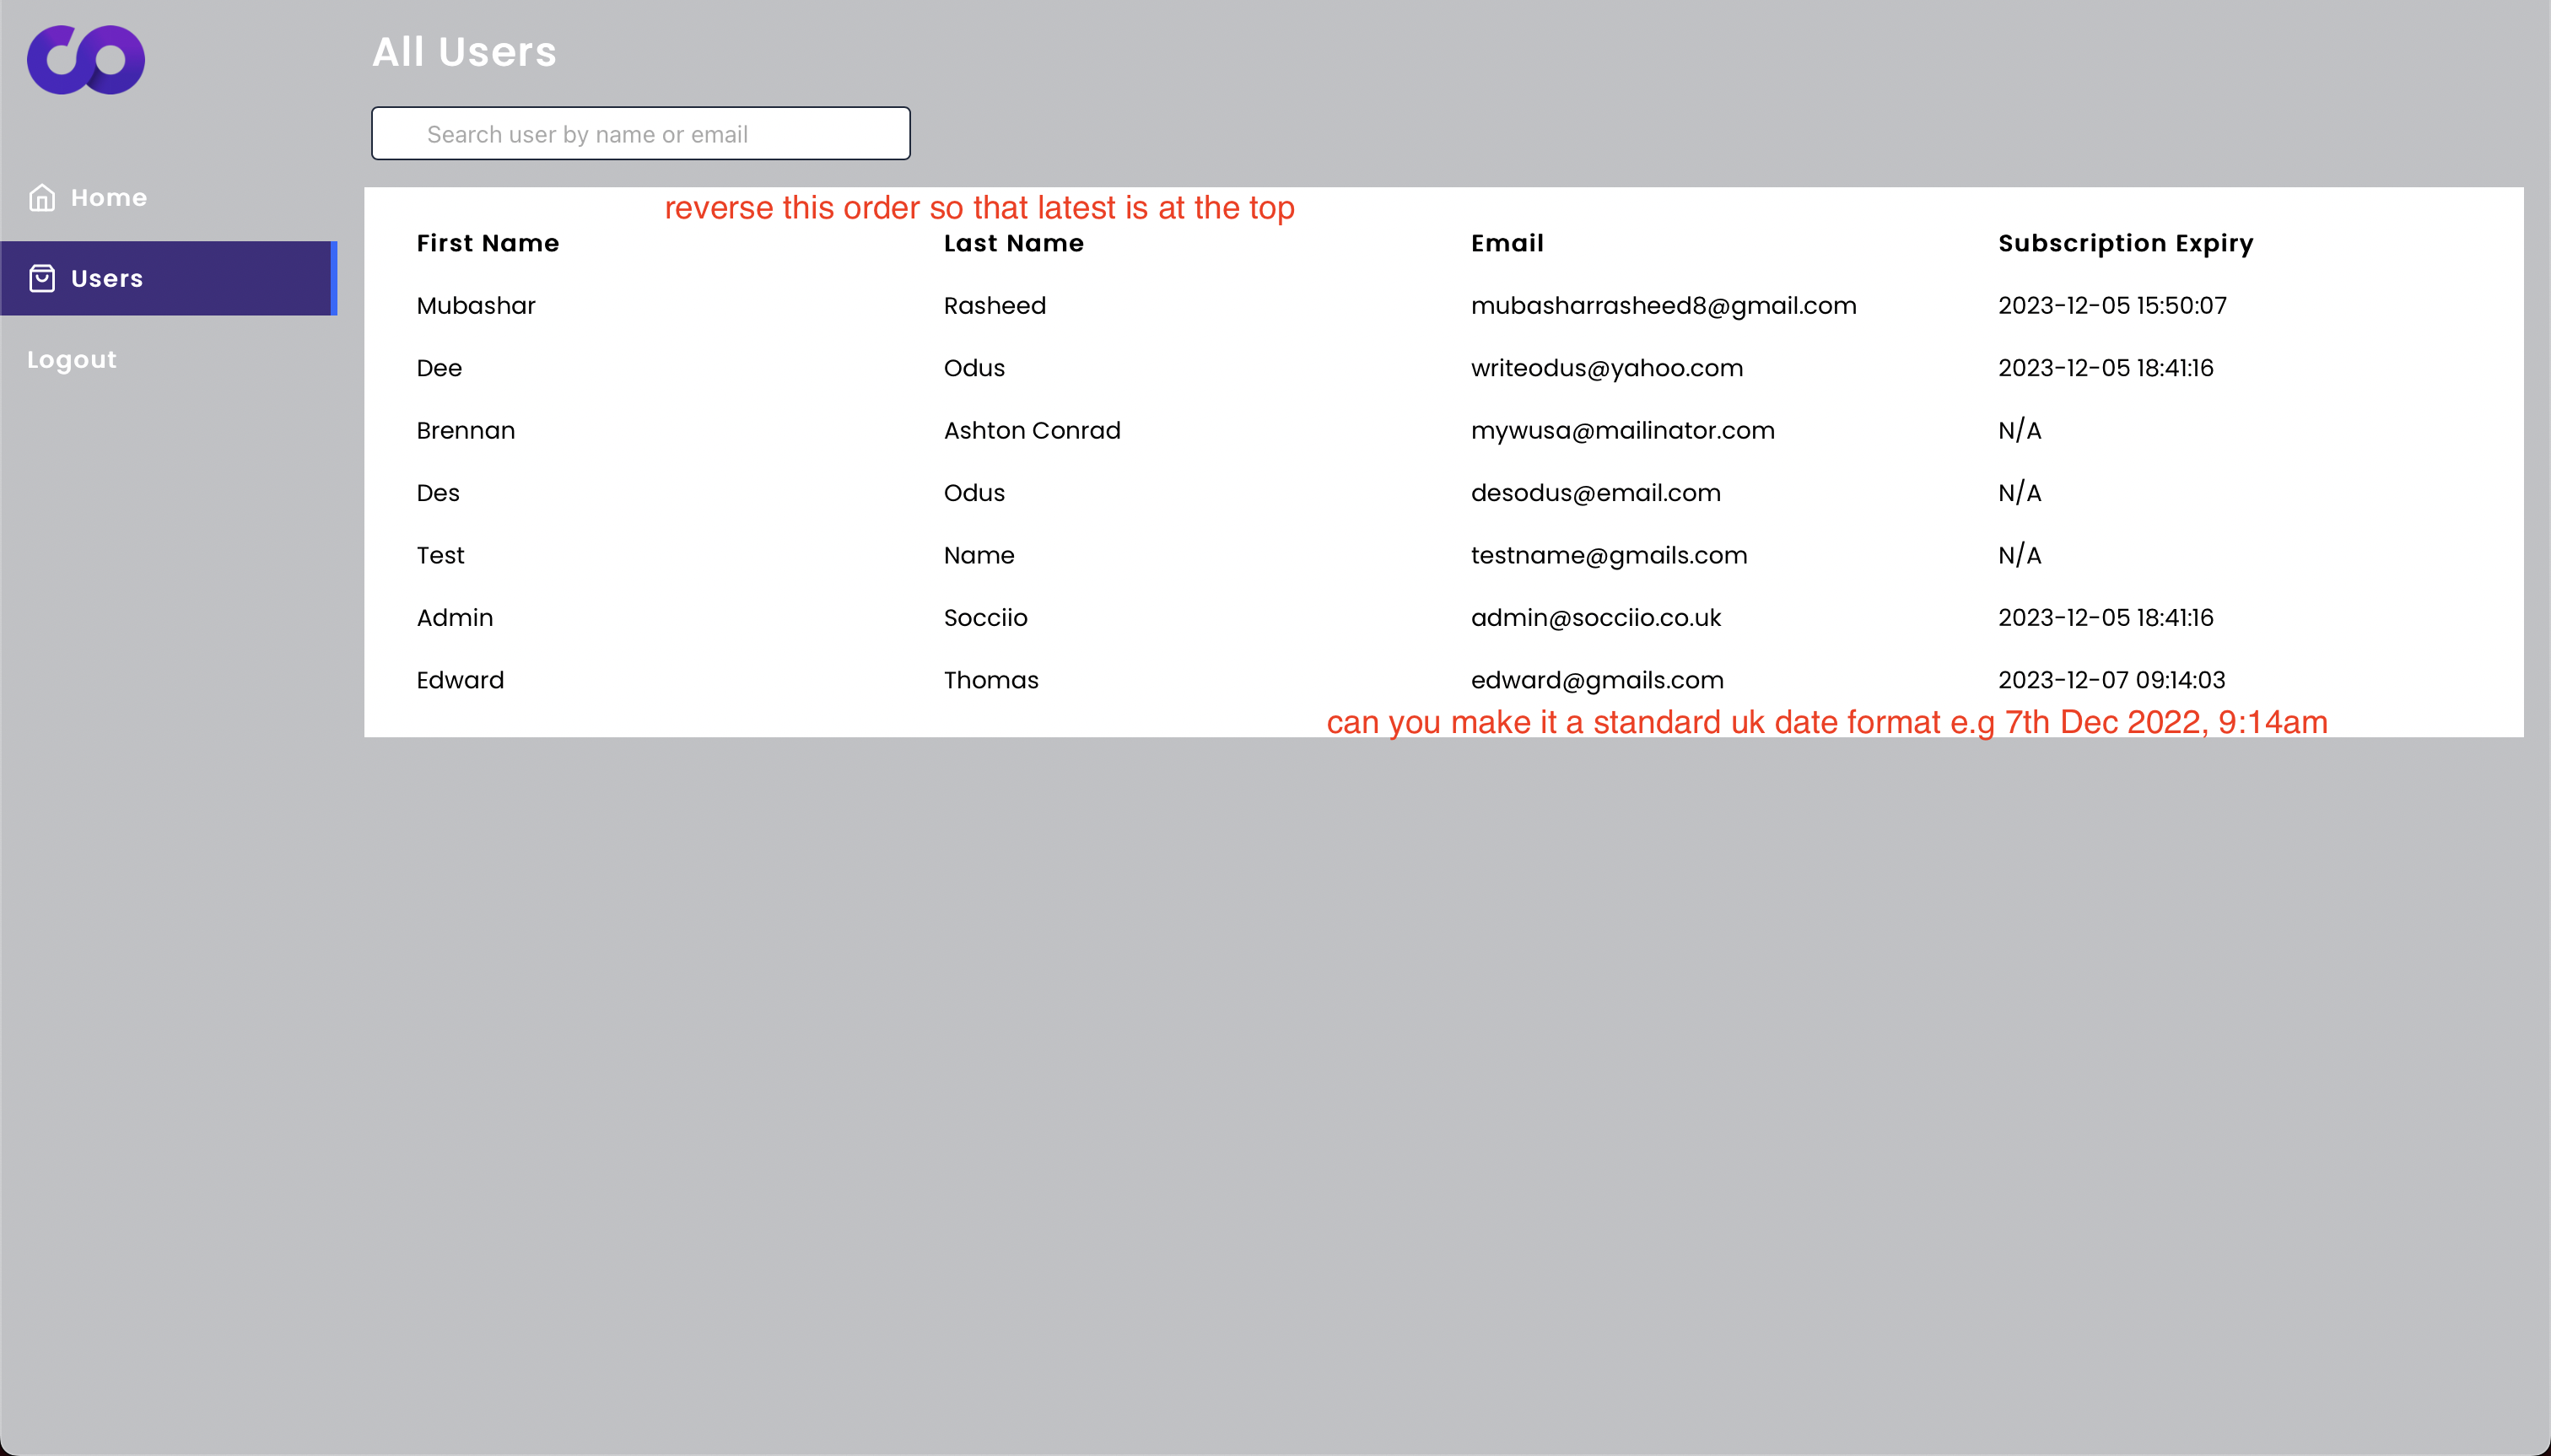 All Users
Search user by name or email
Home
Users
Logout
reverse this order so that latest is at the top
First Name Last Name Email Subscription Expiry
Mubashar Rasheed mubasharrasheed8@gmail.com 2023-12-05 15:50:07
Dee Odus writeodus@yahoo.com 2023-12-05 18:41:16
Brennan Ashton Conrad mywusa@mailinator.com N/A
Des Odus desodus@email.com N/A
Test Name testname@gmails.com N/A
Admin Socciio admin@socciio.co.uk 2023-12-05 18:41:16
Edward Thomas edward@gmails.com 2023-12-07 09:14:03
can you make it a standard uk date format e.g 7th Dec 2022, 9:14am